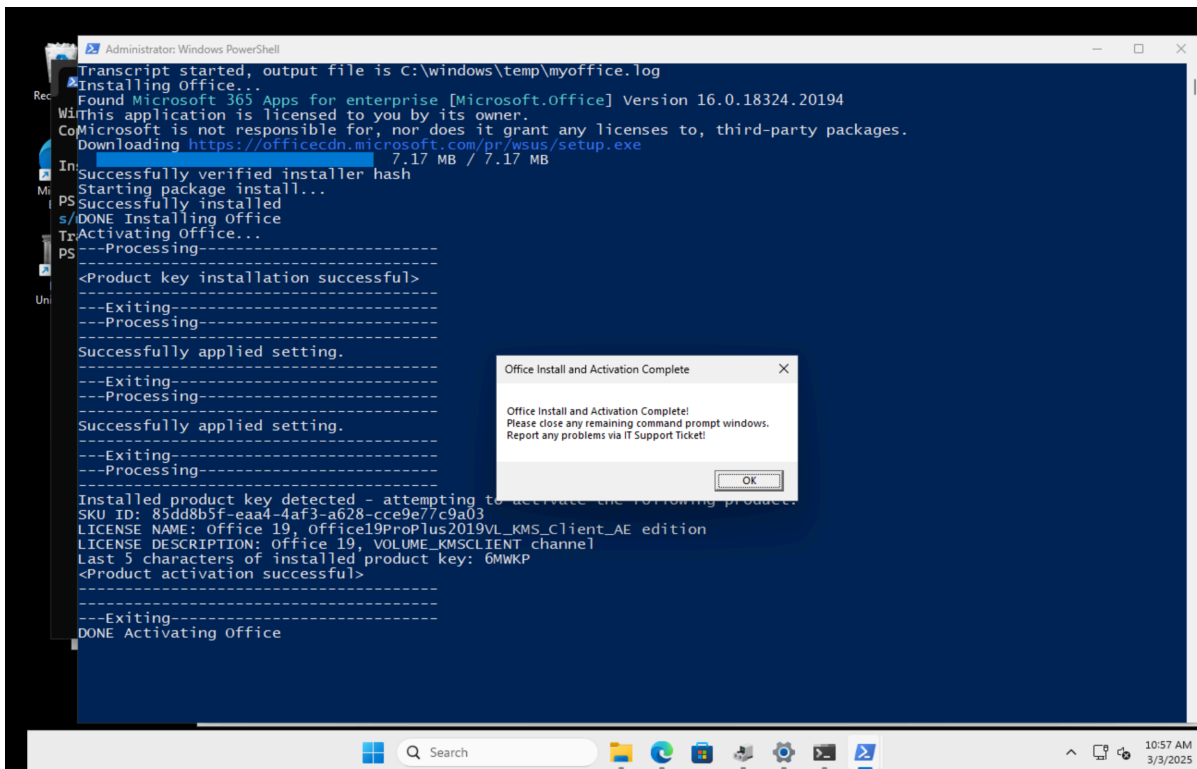 Administrator: Windows PowerShell
Transcript started, output file is C:\windows\temp\myoffice.log
Installing Office...
Found Microsoft 365 Apps for enterprise [Microsoft.Office] Version 16.0.18324.20194
This application is licensed to you by its owner.
Microsoft is not responsible for, nor does it grant any licenses to, third-party packages.
Downloading https://officecdn.microsoft.com/pr/wsus/setup.exe
7.17 MB / 7.17 MB
Successfully verified installer hash
Starting package install...
Successfully installed
DONE Installing Office
Activating Office...
---Processing--------------------------
---------------------------------------
<Product key installation successful>
---------------------------------------
---Exiting-----------------------------
---Processing--------------------------
---------------------------------------
Successfully applied setting.
---------------------------------------
---Exiting-----------------------------
---Processing--------------------------
---------------------------------------
Successfully applied setting.
---------------------------------------
---Exiting-----------------------------
---Processing--------------------------
---------------------------------------
Installed product key detected - attempting to activate the following product:
SKU ID: 85dd8b5f-eaa4-4af3-a628-cce9e77c9a03
LICENSE NAME: Office 19, Office19ProPlus2019VL_KMS_Client_AE edition
LICENSE DESCRIPTION: Office 19, VOLUME_KMSCLIENT channel
Last 5 characters of installed product key: 6MWKP
<Product activation successful>
---------------------------------------
---------------------------------------
---Exiting-----------------------------
DONE Activating Office
Office Install and Activation Complete
Office Install and Activation Complete!
Please close any remaining command prompt windows.
Report any problems via IT Support Ticket!
OK
Rec
Wi
Co
In
Mi
PS
s/
Tr
PS
Uni
Search
10:57 AM
3/3/2025